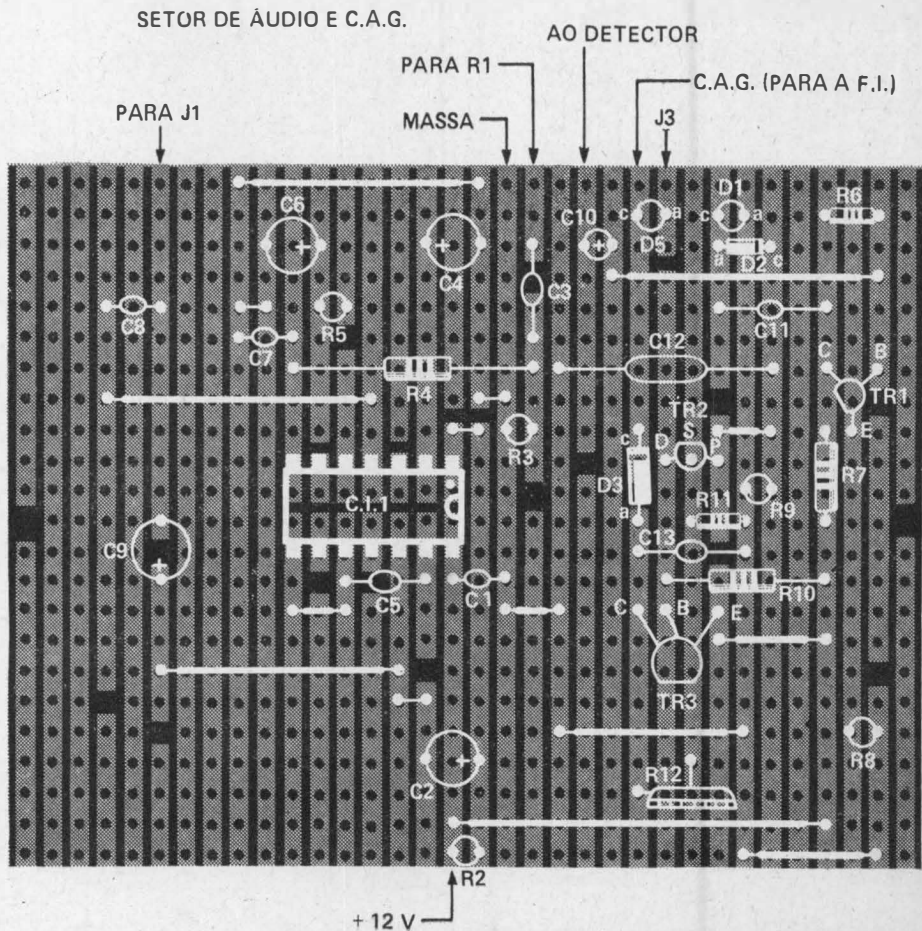 SETOR DE ÁUDIO E C.A.G.
AO DETECTOR
PARA R1
C.A.G. (PARA A F.I.)
PARA J1
MASSA
J3
D1
R6
C6
C10
c a
c a
D5
C4
a D2 c
C3
C8
R5
C11
C7
C12
C B
R4
TR1
TR2
E
c D S
R3
R7
D3
C.I.1
R11
R9
a
C9
C13
C5
C1
R10
C B E
TR3
R8
R12
C2
R2
+ 12 V